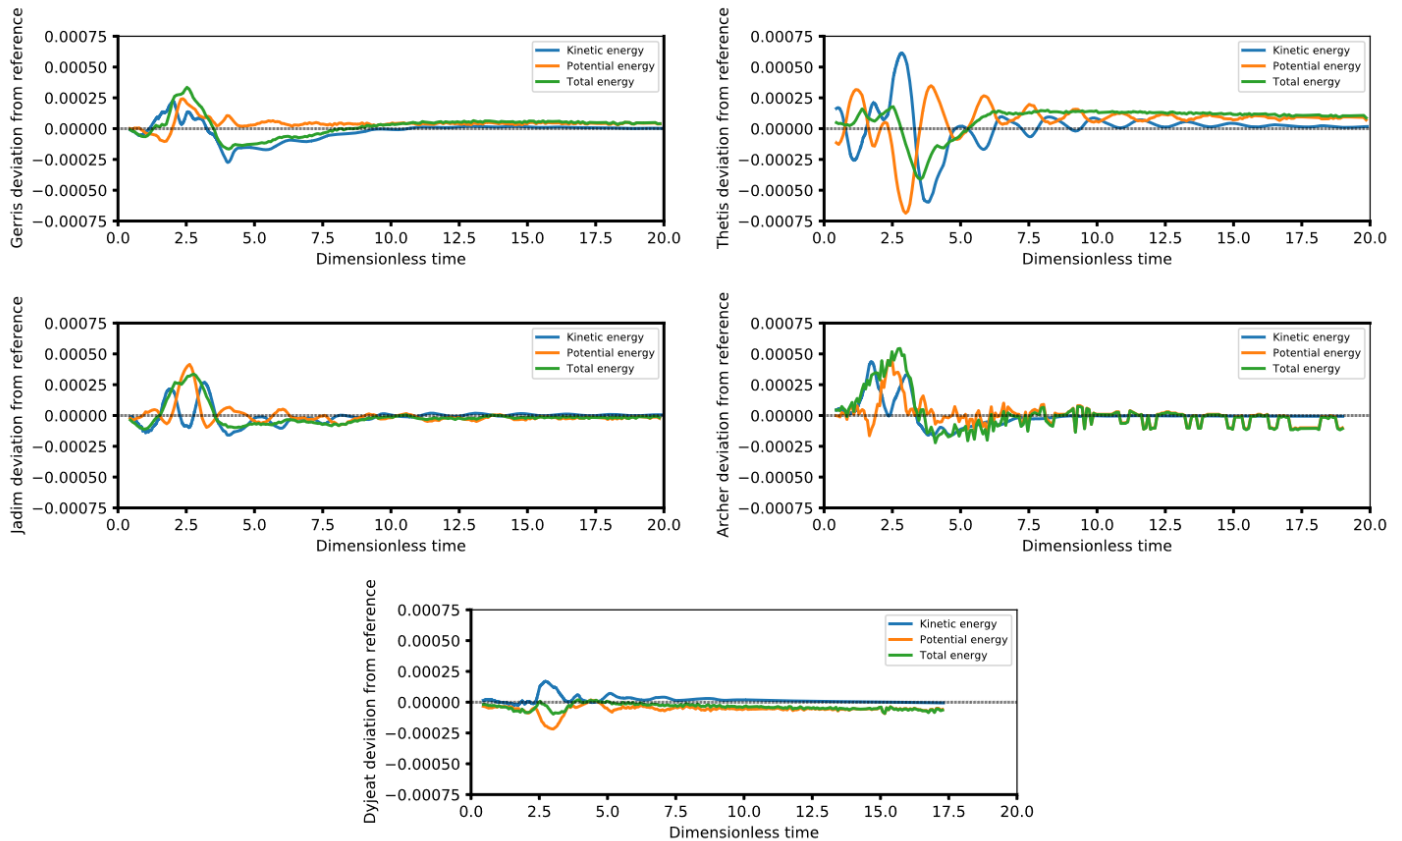 Gerris deviation from reference
0.00075
0.00050
0.00025
0.00000
−0.00025
−0.00050
−0.00075
0.0 2.5 5.0 7.5 10.0 12.5 15.0 17.5 20.0
Dimensionless time
Kinetic energy
Potential energy
Total energy
Thetis deviation from reference
0.00075
0.00050
0.00025
0.00000
−0.00025
−0.00050
−0.00075
0.0 2.5 5.0 7.5 10.0 12.5 15.0 17.5 20.0
Dimensionless time
Kinetic energy
Potential energy
Total energy
Jadim deviation from reference
0.00075
0.00050
0.00025
0.00000
−0.00025
−0.00050
−0.00075
0.0 2.5 5.0 7.5 10.0 12.5 15.0 17.5 20.0
Dimensionless time
Kinetic energy
Potential energy
Total energy
Archer deviation from reference
0.00075
0.00050
0.00025
0.00000
−0.00025
−0.00050
−0.00075
0.0 2.5 5.0 7.5 10.0 12.5 15.0 17.5 20.0
Dimensionless time
Kinetic energy
Potential energy
Total energy
Dyjeat deviation from reference
0.00075
0.00050
0.00025
0.00000
−0.00025
−0.00050
−0.00075
0.0 2.5 5.0 7.5 10.0 12.5 15.0 17.5 20.0
Dimensionless time
Kinetic energy
Potential energy
Total energy